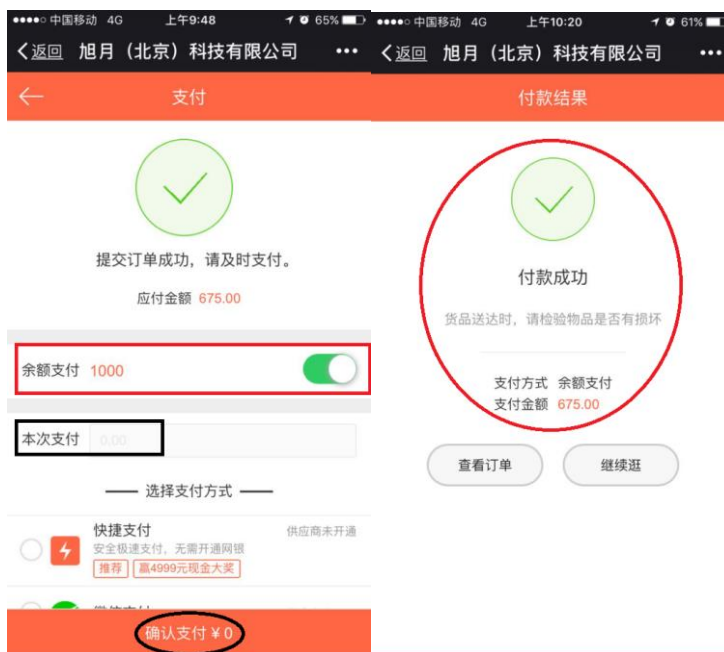 中国移动 4G 上午9:48 65%
返回 旭月（北京）科技有限公司
支付
提交订单成功，请及时支付。
应付金额 675.00
余额支付 1000
本次支付 0.00
选择支付方式
快捷支付 供应商未开通
安全极速支付，无需开通网银
推荐 赢4999元现金大奖
确认支付￥0
中国移动 4G 上午10:20 61%
返回 旭月（北京）科技有限公司
付款结果
付款成功
货品送达时，请检验物品是否有损坏
支付方式 余额支付
支付金额 675.00
查看订单 继续逛